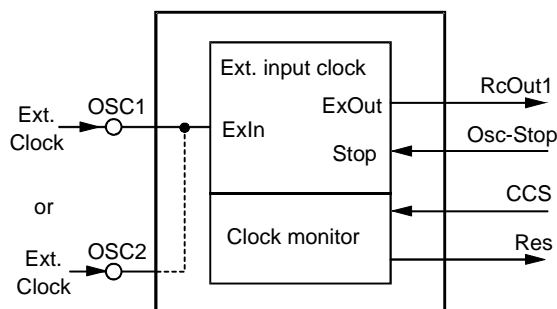 Ext. input clock
RcOut1
OSC1
ExOut
Ext.
Clock
ExIn
Osc-Stop
Stop
CCS
or
Clock monitor
OSC2
Res
Ext.
Clock